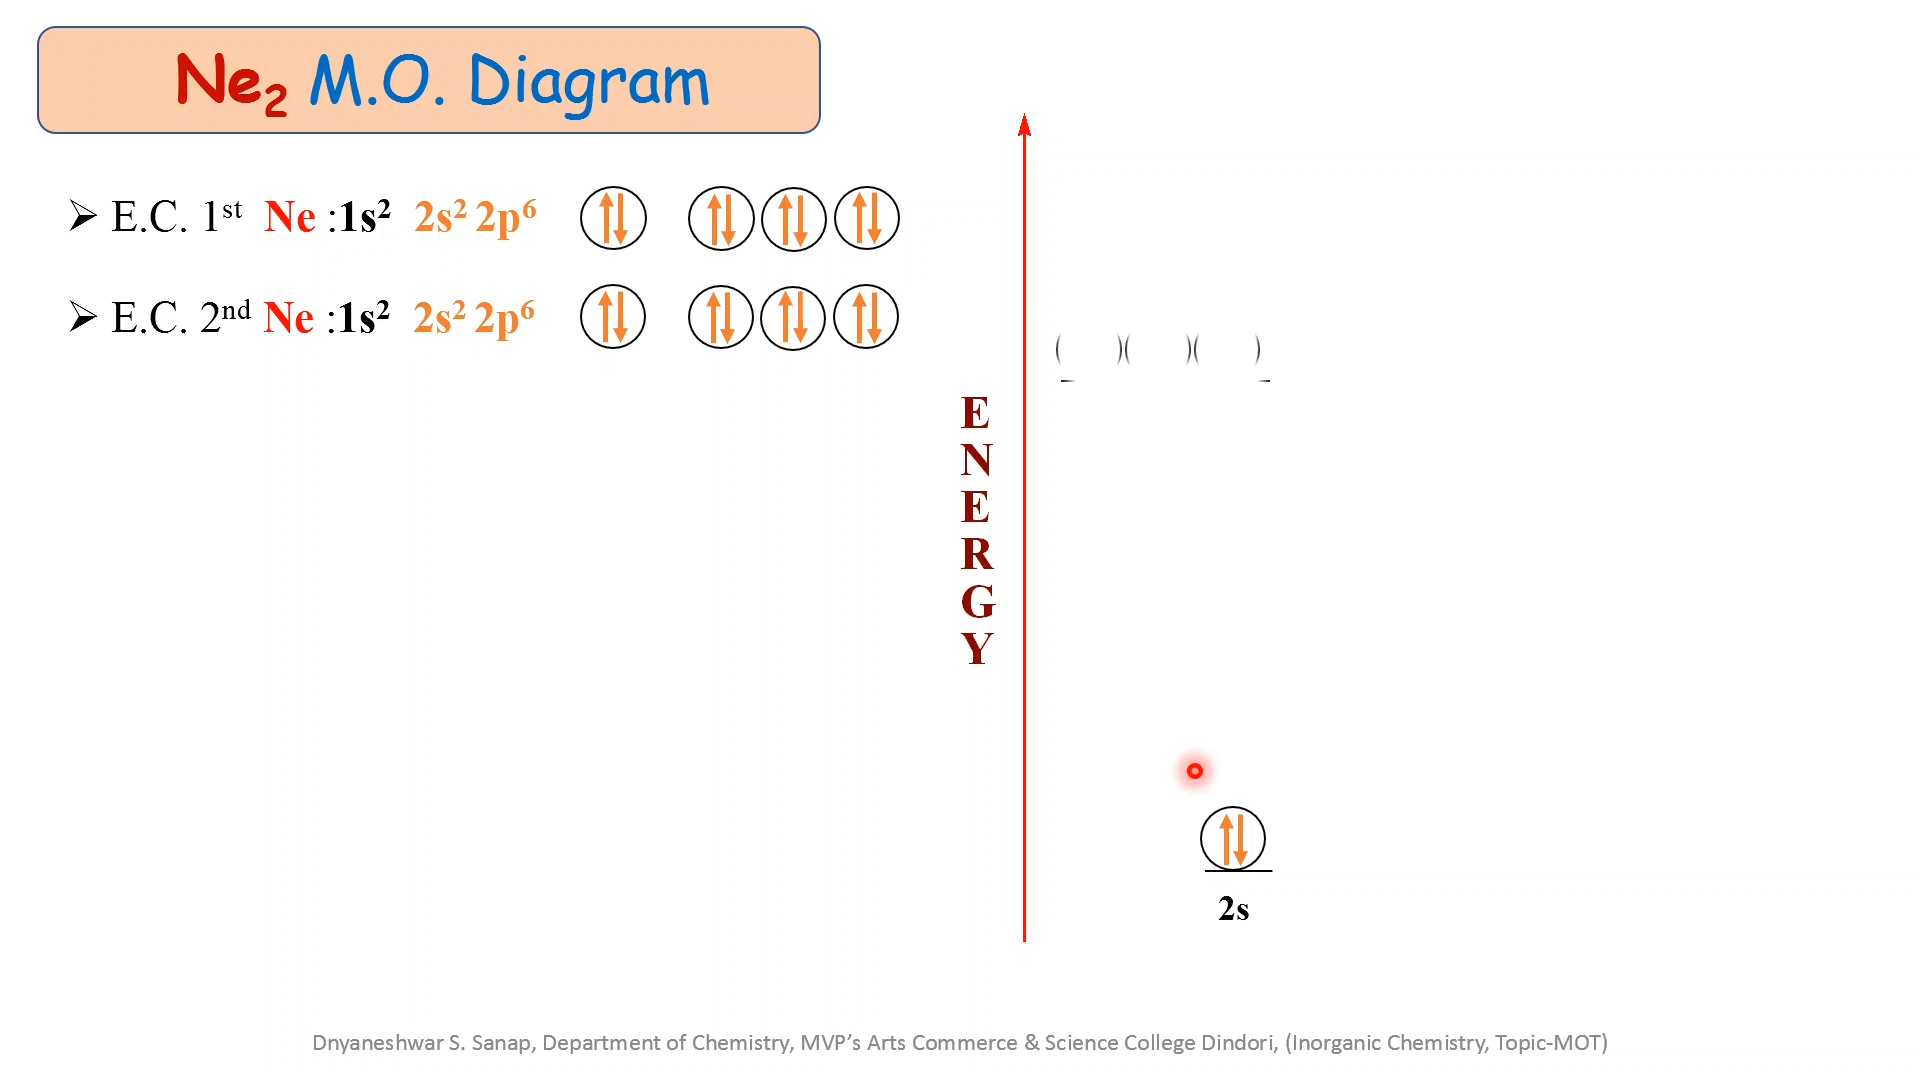 Ne₂ M.O. Diagram
➢ E.C. 1ˢᵗ Ne :1s² 2s² 2p⁶
➢ E.C. 2ⁿᵈ Ne :1s² 2s² 2p⁶
E
N
E
R
G
Y
2s
Dnyaneshwar S. Sanap, Department of Chemistry, MVP’s Arts Commerce & Science College Dindori, (Inorganic Chemistry, Topic-MOT)